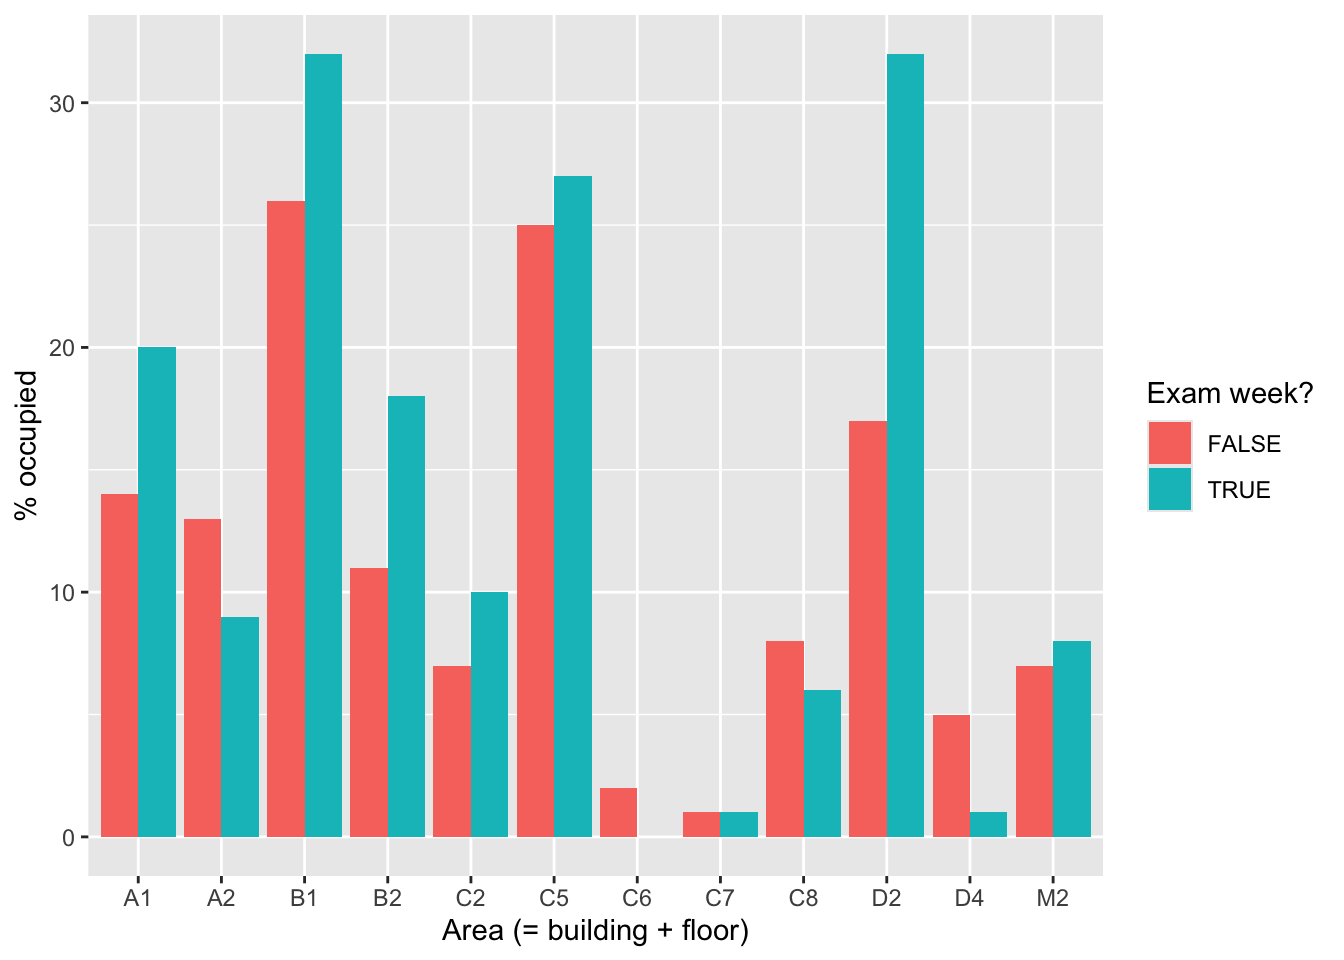 30
20
10
0
% occupied
A1 A2 B1 B2 C2 C5 C6 C7 C8 D2 D4 M2
Area (= building + floor)
Exam week?
FALSE
TRUE